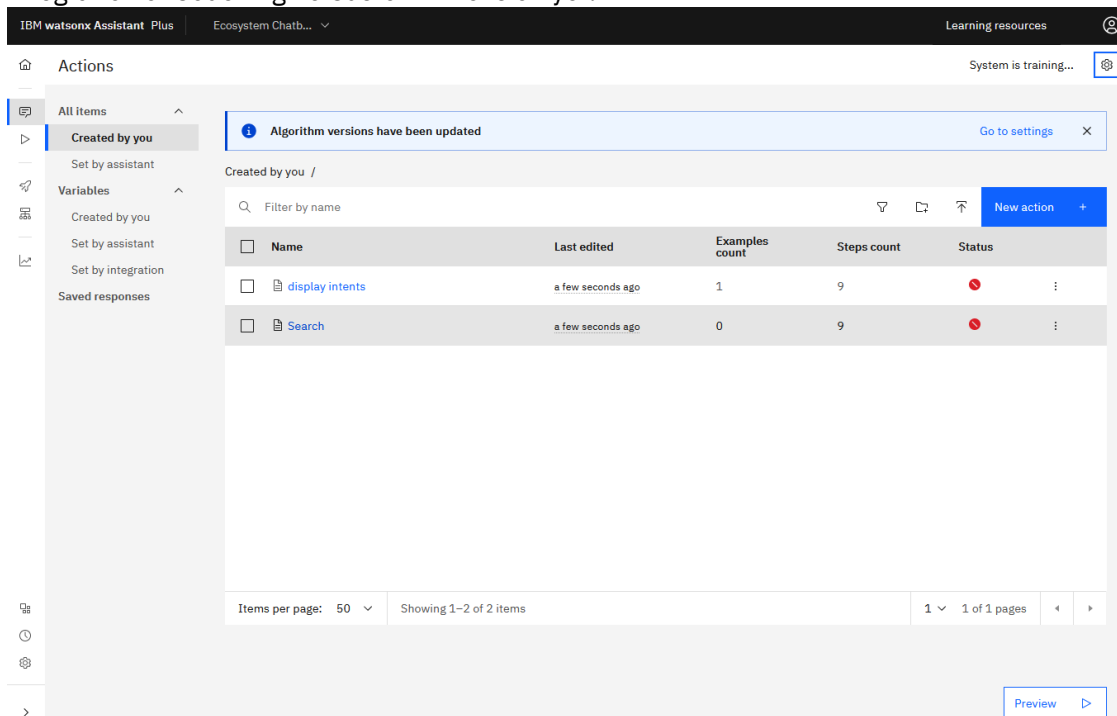 IBM watsonx Assistant Plus
Ecosystem Chatb...
Learning resources
Actions
System is training...
All items
Created by you
Set by assistant
Variables
Created by you
Set by assistant
Set by integration
Saved responses
Algorithm versions have been updated
Go to settings
Created by you /
Filter by name
New action +
Name Last edited Examples count Steps count Status
display intents a few seconds ago 1 9
Search a few seconds ago 0 9
Items per page: 50 Showing 1–2 of 2 items 1 1 of 1 pages
Preview